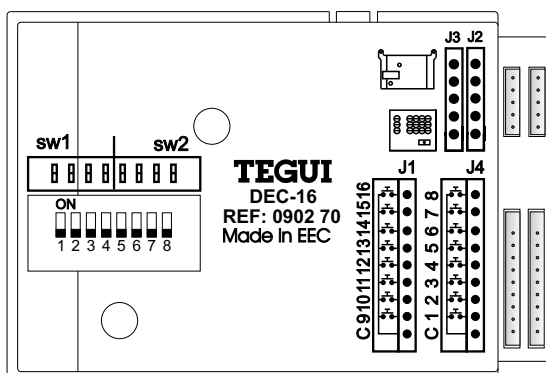 J3 J2
sw1 sw2
ON
1 2 3 4 5 6 7 8
TEGUI
DEC-16
REF: 0902 70
Made in EEC
J1 J4
C 9 10 11 12 13 14 15 16
C 1 2 3 4 5 6 7 8